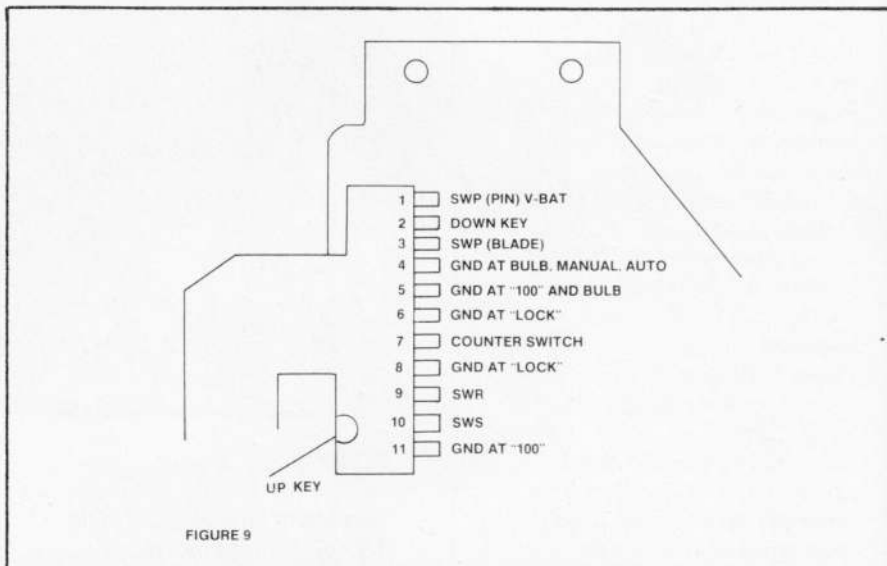 1 SWP (PIN) V-BAT
2 DOWN KEY
3 SWP (BLADE)
4 GND AT BULB. MANUAL. AUTO
5 GND AT "100" AND BULB
6 GND AT "LOCK"
7 COUNTER SWITCH
8 GND AT "LOCK"
9 SWR
10 SWS
11 GND AT "100"
UP KEY
FIGURE 9